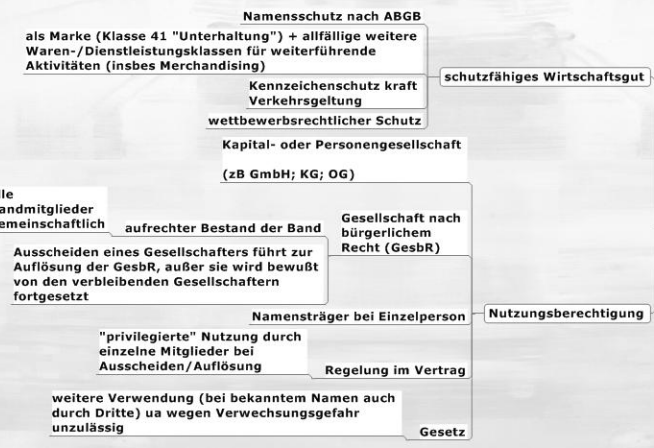 Namensschutz nach ABGB
als Marke (Klasse 41 "Unterhaltung") + allfällige weitere
Waren-/Dienstleistungsklassen für weiterführende
Aktivitäten (insbes Merchandising)
Kennzeichenschutz kraft
Verkehrsgeltung
wettbewerbsrechtlicher Schutz
schutzfähiges Wirtschaftsgut
Kapital- oder Personengesellschaft
(zB GmbH; KG; OG)
aufrechter Bestand der Band
Ausscheiden eines Gesellschafters führt zur
Auflösung der GesbR, außer sie wird bewußt
von den verbleibenden Gesellschaftern
fortgesetzt
Gesellschaft nach
bürgerlichem
Recht (GesbR)
Namensträger bei Einzelperson
"privilegierte" Nutzung durch
einzelne Mitglieder bei
Ausscheiden/Auflösung
Regelung im Vertrag
weitere Verwendung (bei bekanntem Namen auch
durch Dritte) ua wegen Verwechsungsgefahr
unzulässig
Gesetz
Nutzungsberechtigung